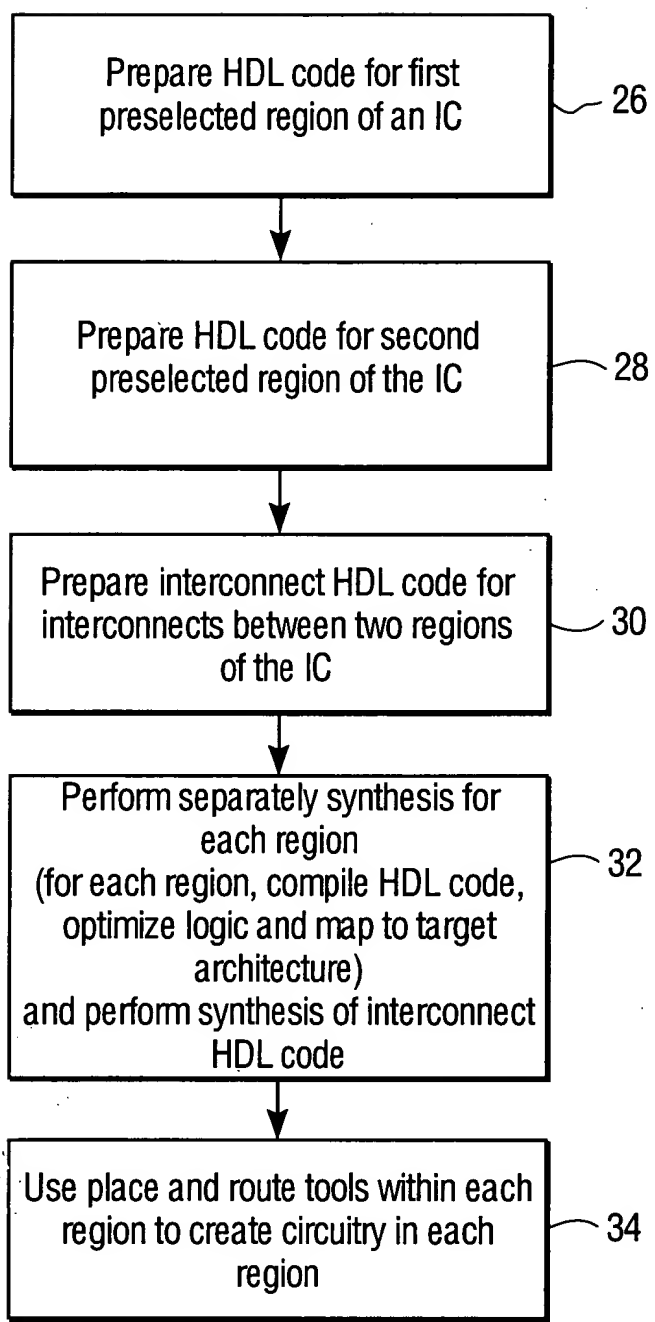 Prepare HDL code for first
preselected region of an IC
26
Prepare HDL code for second
preselected region of the IC
28
Prepare interconnect HDL code for
interconnects between two regions
of the IC
30
Perform separately synthesis for
each region
(for each region, compile HDL code,
optimize logic and map to target
architecture)
and perform synthesis of interconnect
HDL code
32
Use place and route tools within each
region to create circuitry in each
region
34